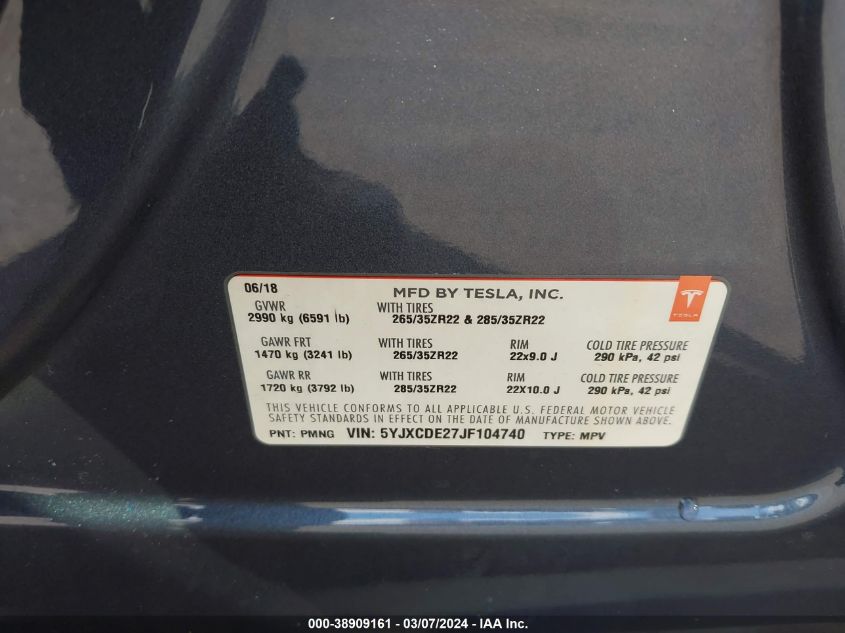 06/18
MFD BY TESLA, INC.
TESLA
GVWR WITH TIRES
2990 kg (6591 lb) 265/35ZR22 & 285/35ZR22
GAWR FRT WITH TIRES RIM COLD TIRE PRESSURE
1470 kg (3241 lb) 265/35ZR22 22x9.0 J 290 kPa, 42 psi
GAWR RR WITH TIRES RIM COLD TIRE PRESSURE
1720 kg (3792 lb) 285/35ZR22 22X10.0 J 290 kPa, 42 psi
THIS VEHICLE CONFORMS TO ALL APPLICABLE U.S. FEDERAL MOTOR VEHICLE
SAFETY STANDARDS IN EFFECT ON THE DATE OF MANUFACTURE SHOWN ABOVE.
PNT: PMNG VIN: 5YJXCDE27JF104740 TYPE: MPV
000-38909161 - 03/07/2024 - IAA Inc.